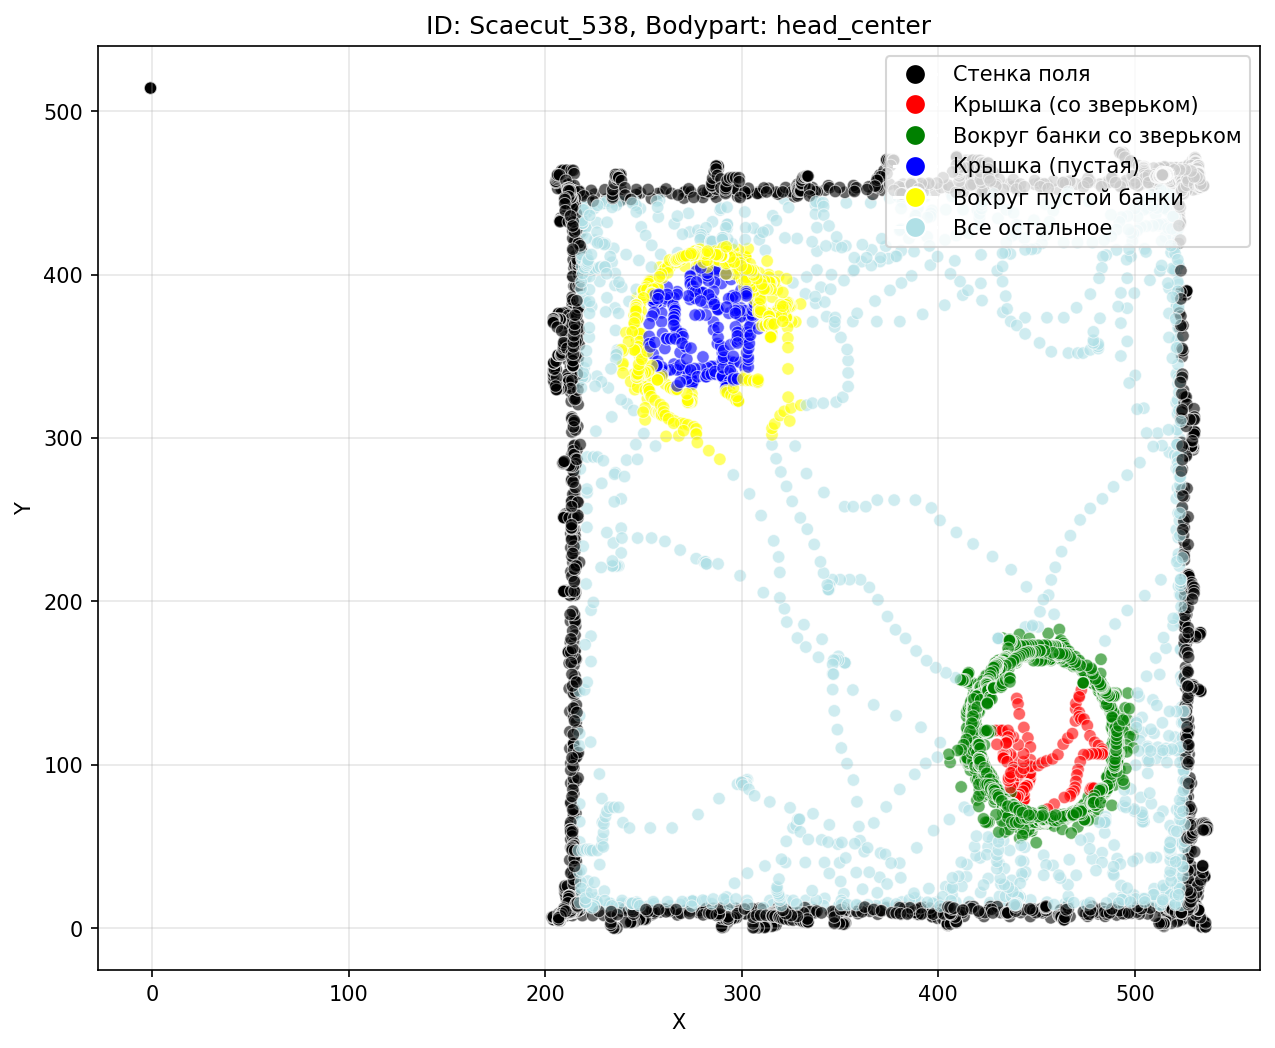 ID: Scaecut_538, Bodypart: head_center
Стенка поля
Крышка (со зверьком)
Вокруг банки со зверьком
Крышка (пустая)
Вокруг пустой банки
Все остальное
Y
500
400
300
200
100
0
0 100 200 300 400 500
X